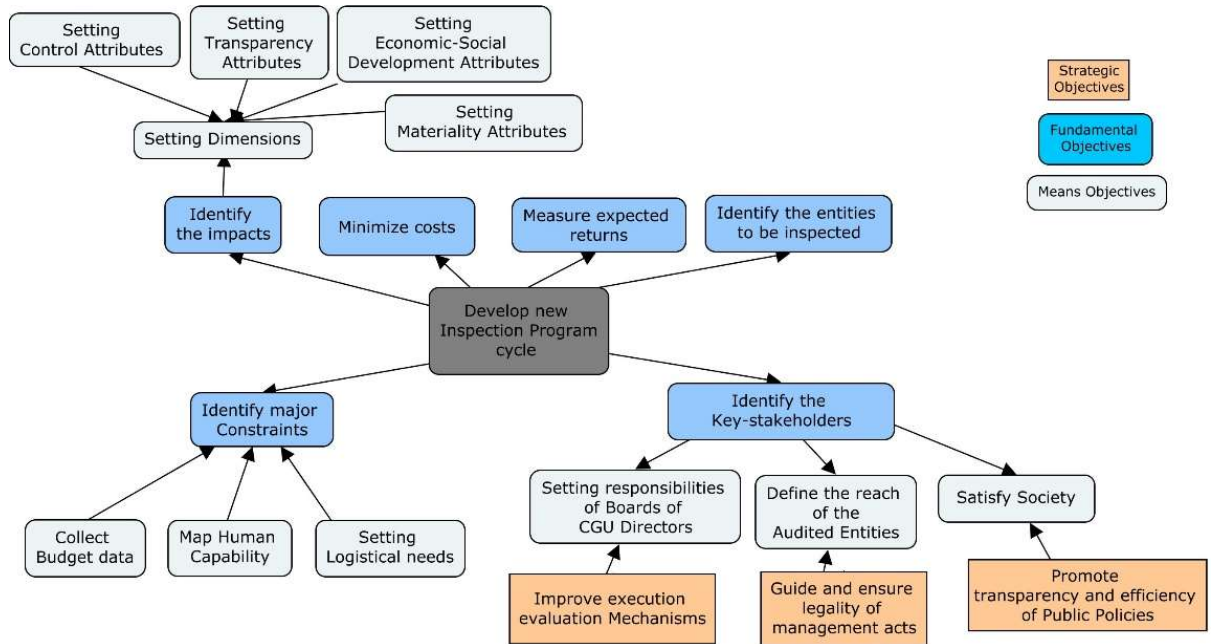 Setting
Control Attributes
Setting
Transparency
Attributes
Setting
Economic-Social
Development Attributes
Setting
Materiality Attributes
Setting Dimensions
Strategic
Objectives
Fundamental
Objectives
Means Objectives
Identify
the impacts
Minimize costs
Measure expected
returns
Identify the entities
to be inspected
Develop new
Inspection Program
cycle
Identify major
Constraints
Identify the
Key-stakeholders
Collect
Budget data
Map Human
Capability
Setting
Logistical needs
Setting responsibilities
of Boards of
CGU Directors
Define the reach
of the
Audited Entities
Satisfy Society
Improve execution
evaluation Mechanisms
Guide and ensure
legality of
management acts
Promote
transparency and efficiency
of Public Policies